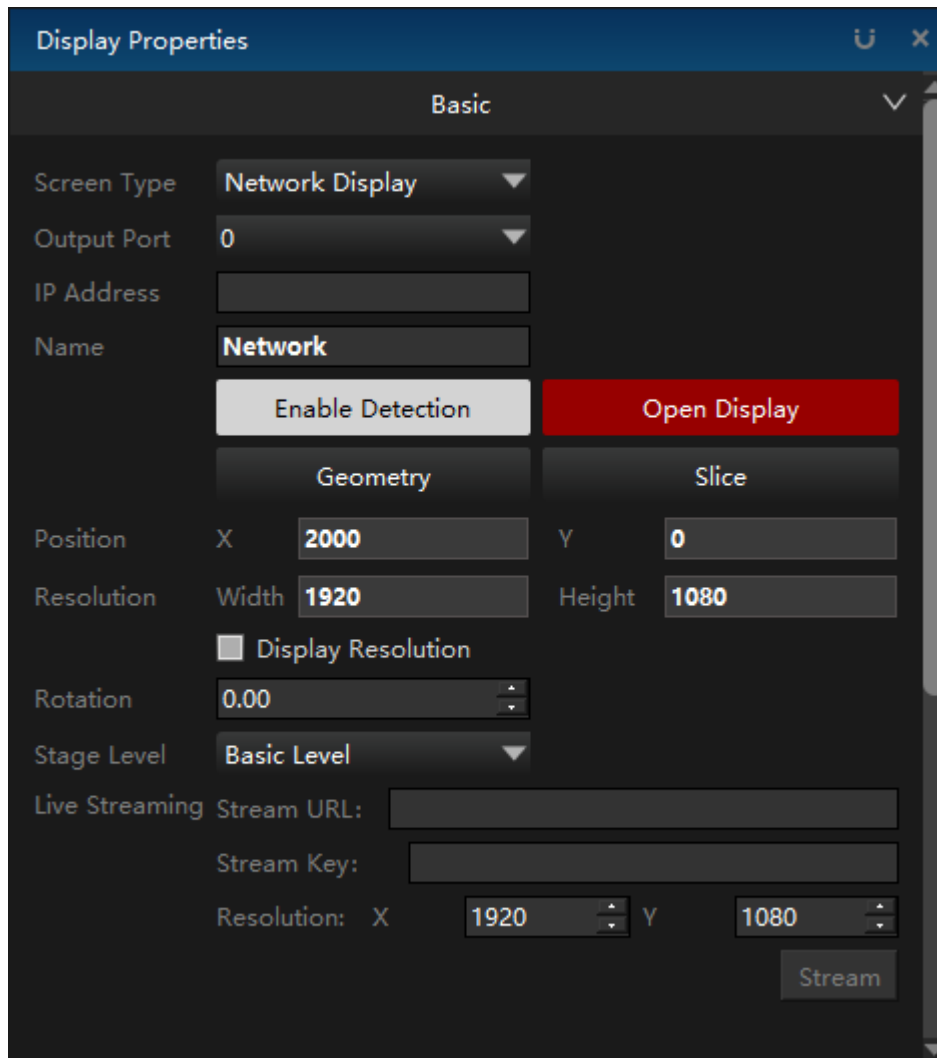 Display Properties
Basic
Screen Type Network Display
Output Port 0
IP Address
Name Network
Enable Detection Open Display
Geometry Slice
Position X 2000 Y 0
Resolution Width 1920 Height 1080
Display Resolution
Rotation 0.00
Stage Level Basic Level
Live Streaming Stream URL:
Stream Key:
Resolution: X 1920 Y 1080
Stream